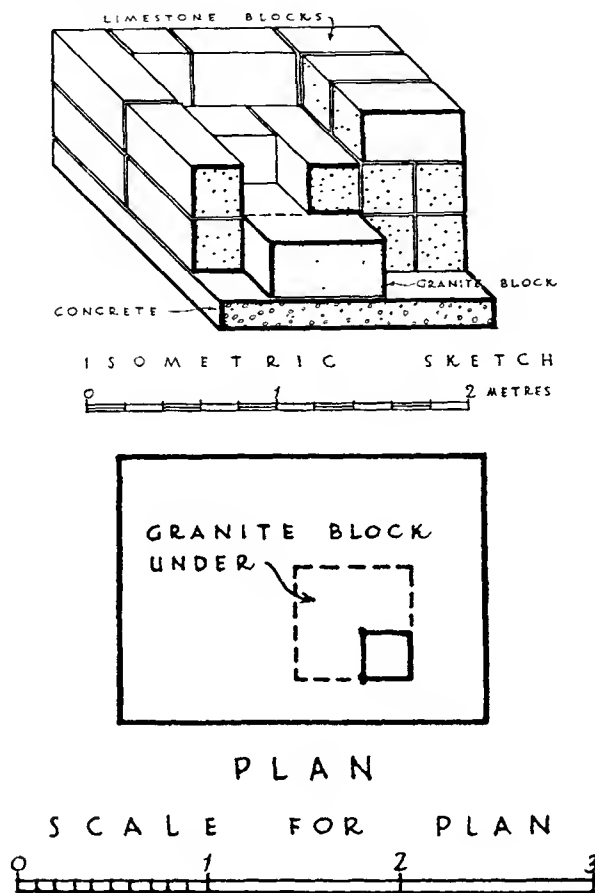 LIMESTONE BLOCKS
GRANITE BLOCK
CONCRETE
ISOMETRIC SKETCH
0 1 2 METRES
GRANITE BLOCK
UNDER
PLAN
SCALE FOR PLAN
0 1 2 3